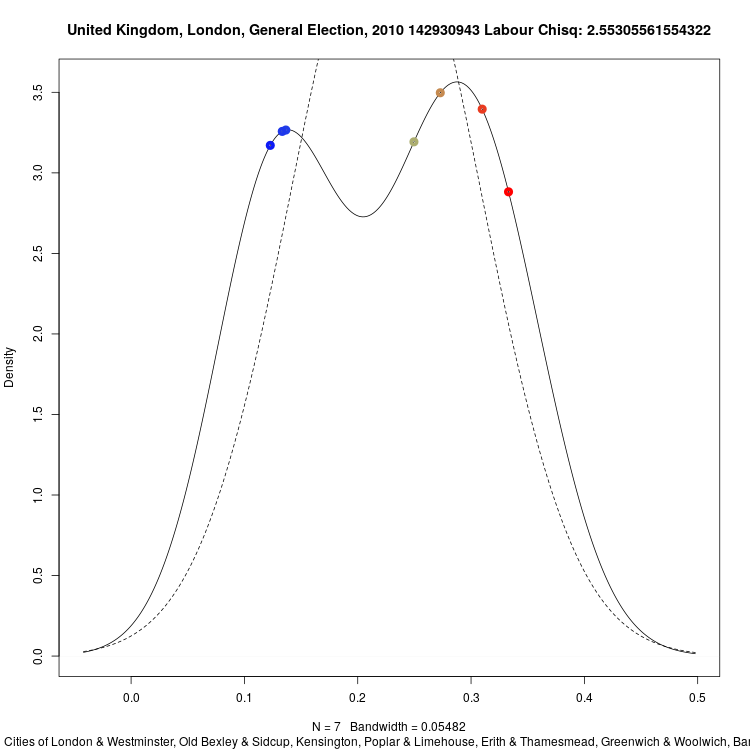 United Kingdom, London, General Election, 2010 142930943 Labour Chisq: 2.55305561554322
3.5
3.0
2.5
2.0
1.5
1.0
0.5
0.0
Density
0.0 0.1 0.2 0.3 0.4 0.5
N = 7 Bandwidth = 0.05482
Cities of London & Westminster, Old Bexley & Sidcup, Kensington, Poplar & Limehouse, Erith & Thamesmead, Greenwich & Woolwich, Bar